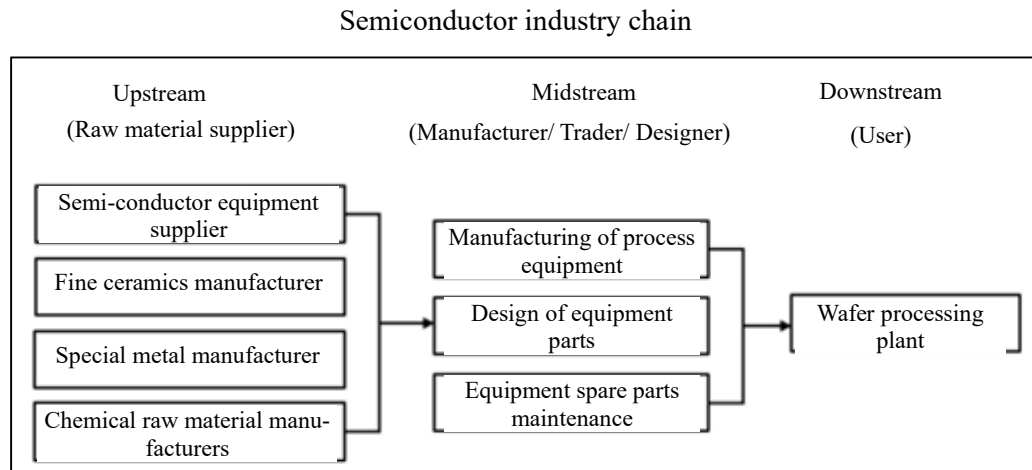 Semiconductor industry chain
Upstream
(Raw material supplier)
Midstream
(Manufacturer/ Trader/ Designer)
Downstream
(User)
Semi-conductor equipment
supplier
Fine ceramics manufacturer
Special metal manufacturer
Chemical raw material manu-
facturers
Manufacturing of process
equipment
Design of equipment
parts
Equipment spare parts
maintenance
Wafer processing
plant